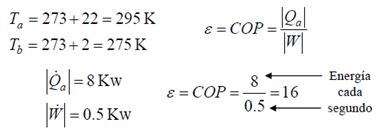 T_a = 273 + 22 = 295 K
T_b = 273 + 2 = 275 K
ε = COP = |Q_a| / |W|
|Q̇_a| = 8 Kw
|Ẇ| = 0.5 Kw
ε = COP = 8 / 0.5 = 16
Energía
cada
segundo